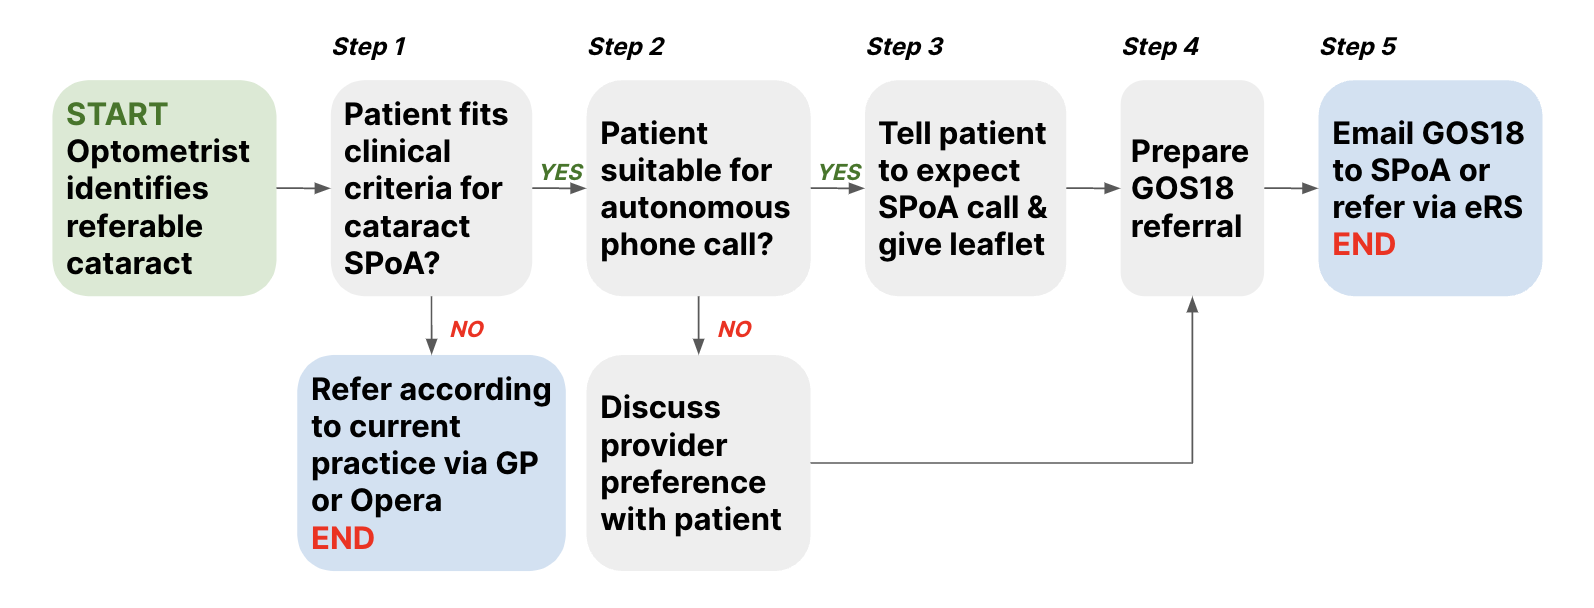 Step 1
Step 2
Step 3
Step 4
Step 5
START
Optometrist
identifies
referable
cataract
Patient fits
clinical
criteria for
cataract
SPoA?
YES
Patient
suitable for
autonomous
phone call?
YES
Tell patient
to expect
SPoA call &
give leaflet
Prepare
GOS18
referral
Email GOS18
to SPoA or
refer via eRS
END
NO
NO
Refer according
to current
practice via GP
or Opera
END
Discuss
provider
preference
with patient